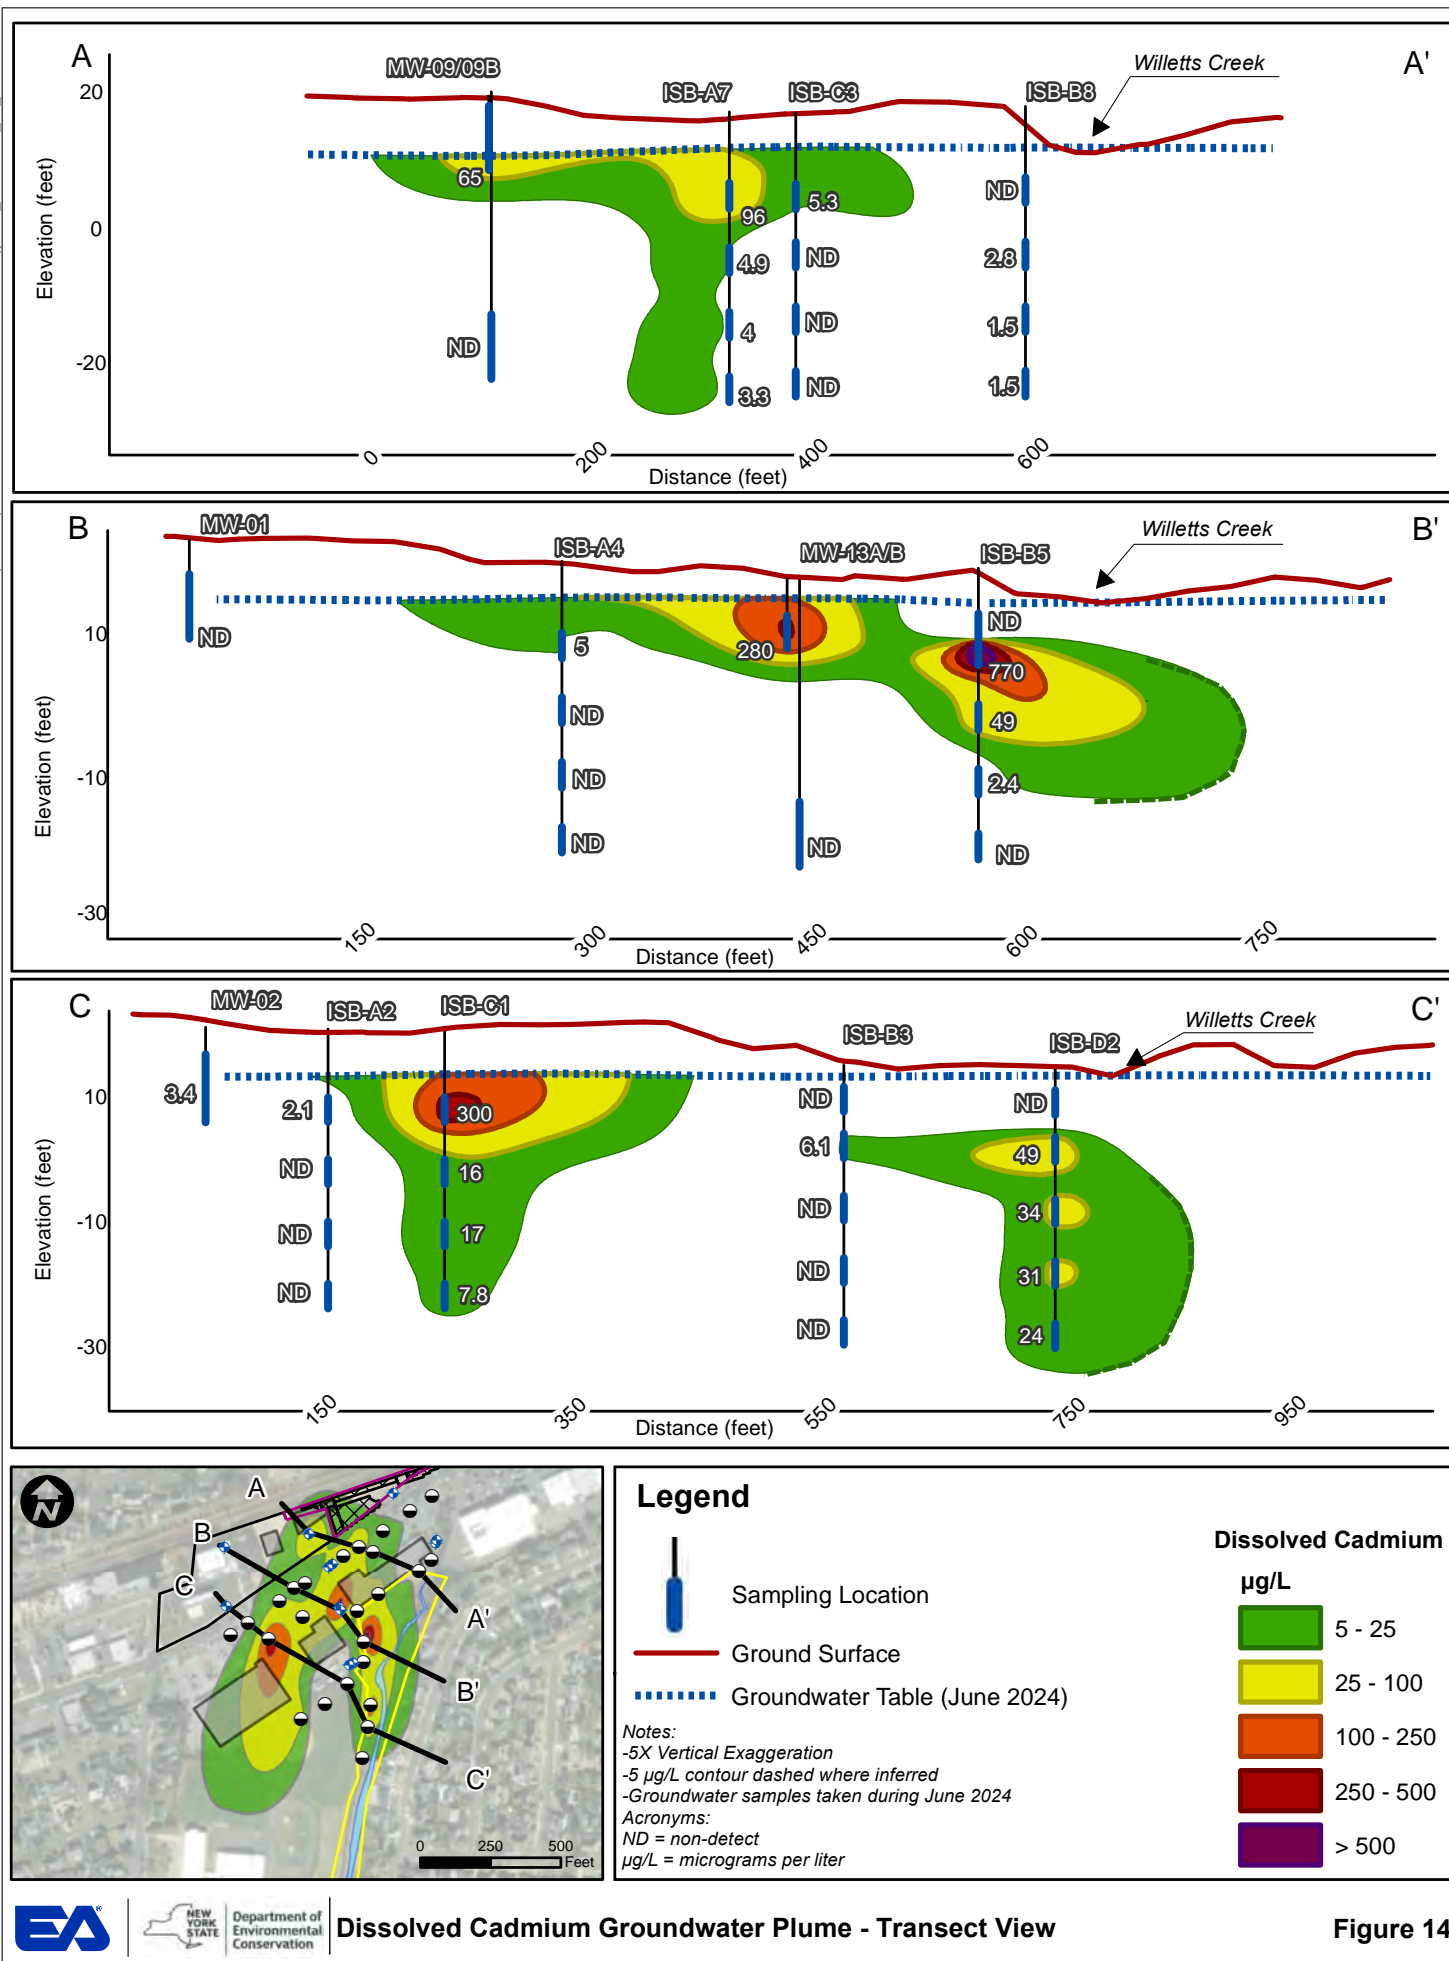 A
A'
MW-09/09B
ISB-A7
ISB-C3
ISB-B8
Willetts Creek
20
0
-20
Elevation (feet)
65
ND
96
4.9
4
3.3
5.3
ND
ND
ND
ND
2.8
1.5
1.5
0
200
400
600
Distance (feet)
B
B'
MW-01
ISB-A4
MW-13A/B
ISB-B5
Willetts Creek
10
-10
-30
Elevation (feet)
ND
5
ND
ND
ND
280
ND
ND
770
49
2.4
ND
150
300
450
600
750
Distance (feet)
C
C'
MW-02
ISB-A2
ISB-C1
ISB-B3
ISB-D2
Willetts Creek
10
-10
-30
Elevation (feet)
3.4
2.1
ND
ND
ND
300
16
17
7.8
ND
6.1
ND
ND
ND
ND
49
34
31
24
150
350
550
750
950
Distance (feet)
N
A
B
C
A'
B'
C'
0 250 500
Feet
Legend
Sampling Location
Ground Surface
Groundwater Table (June 2024)
Notes:
-5X Vertical Exaggeration
-5 µg/L contour dashed where inferred
-Groundwater samples taken during June 2024
Acronyms:
ND = non-detect
µg/L = micrograms per liter
Dissolved Cadmium
µg/L
5 - 25
25 - 100
100 - 250
250 - 500
> 500
EA®
NEW YORK STATE
Department of
Environmental
Conservation
Dissolved Cadmium Groundwater Plume - Transect View
Figure 14